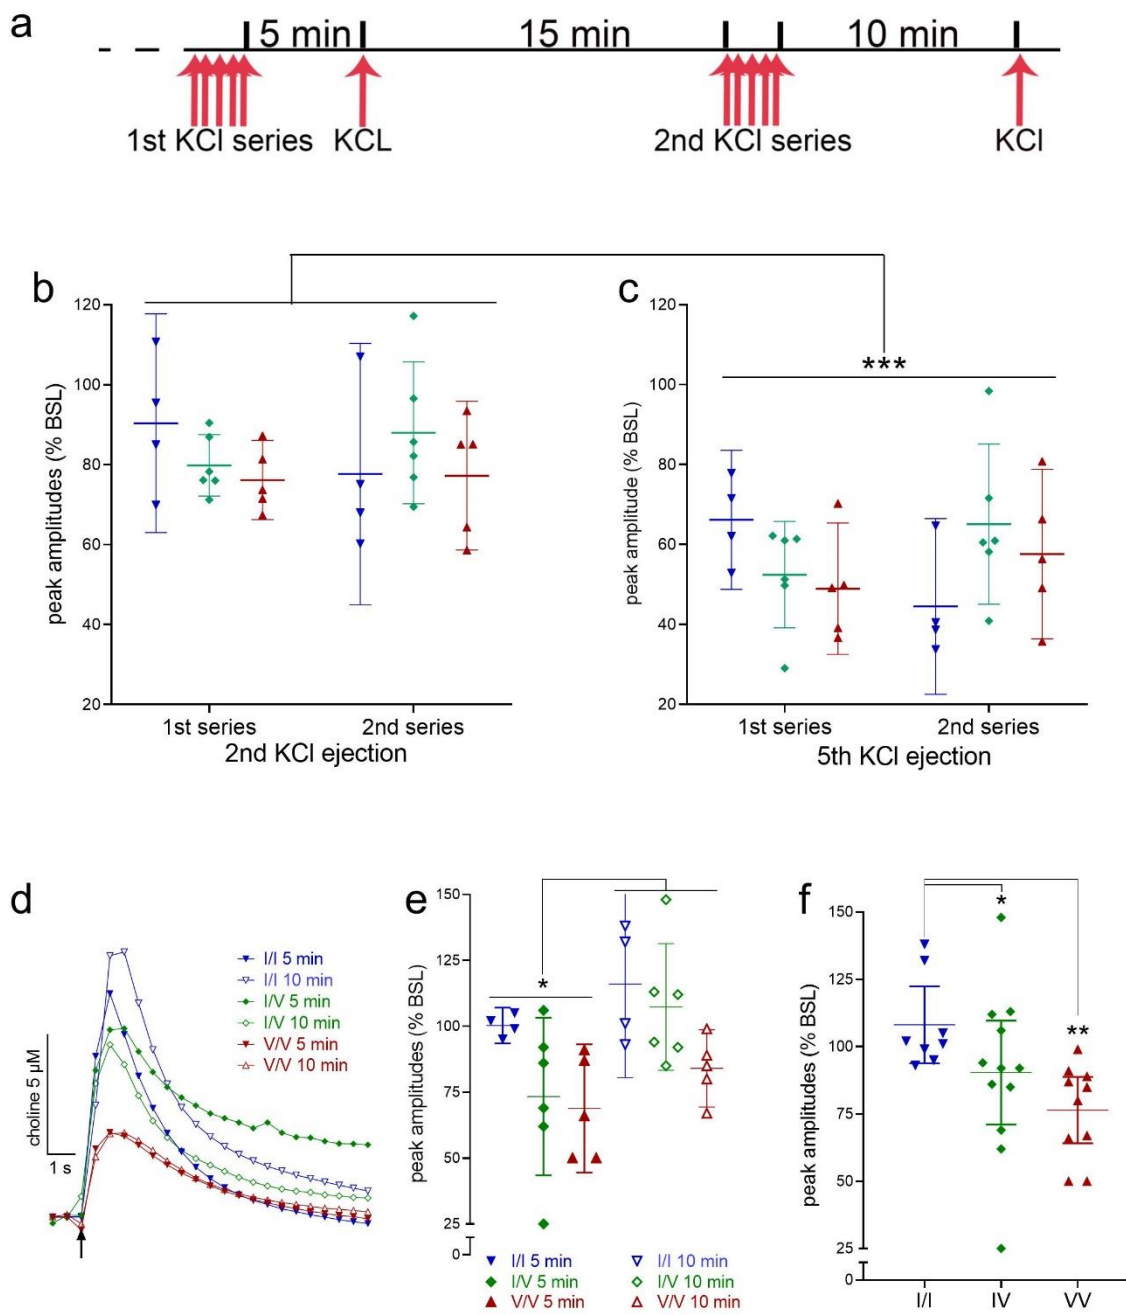 a
5 min 15 min 10 min
1st KCl series KCL 2nd KCl series KCl
b
120
100
80
60
40
20
peak amplitudes (% BSL)
1st series 2nd series
2nd KCl ejection
c
120
100
80
60
40
20
peak amplitude (% BSL)
***
1st series 2nd series
5th KCl ejection
d
I/I 5 min
I/I 10 min
I/V 5 min
I/V 10 min
V/V 5 min
V/V 10 min
choline 5 µM
1 s
e
150
125
100
75
50
25
0
peak amplitudes (% BSL)
*
I/I 5 min I/I 10 min
I/V 5 min I/V 10 min
V/V 5 min V/V 10 min
f
150
125
100
75
50
25
0
peak amplitudes (% BSL)
*
**
I/I IV VV